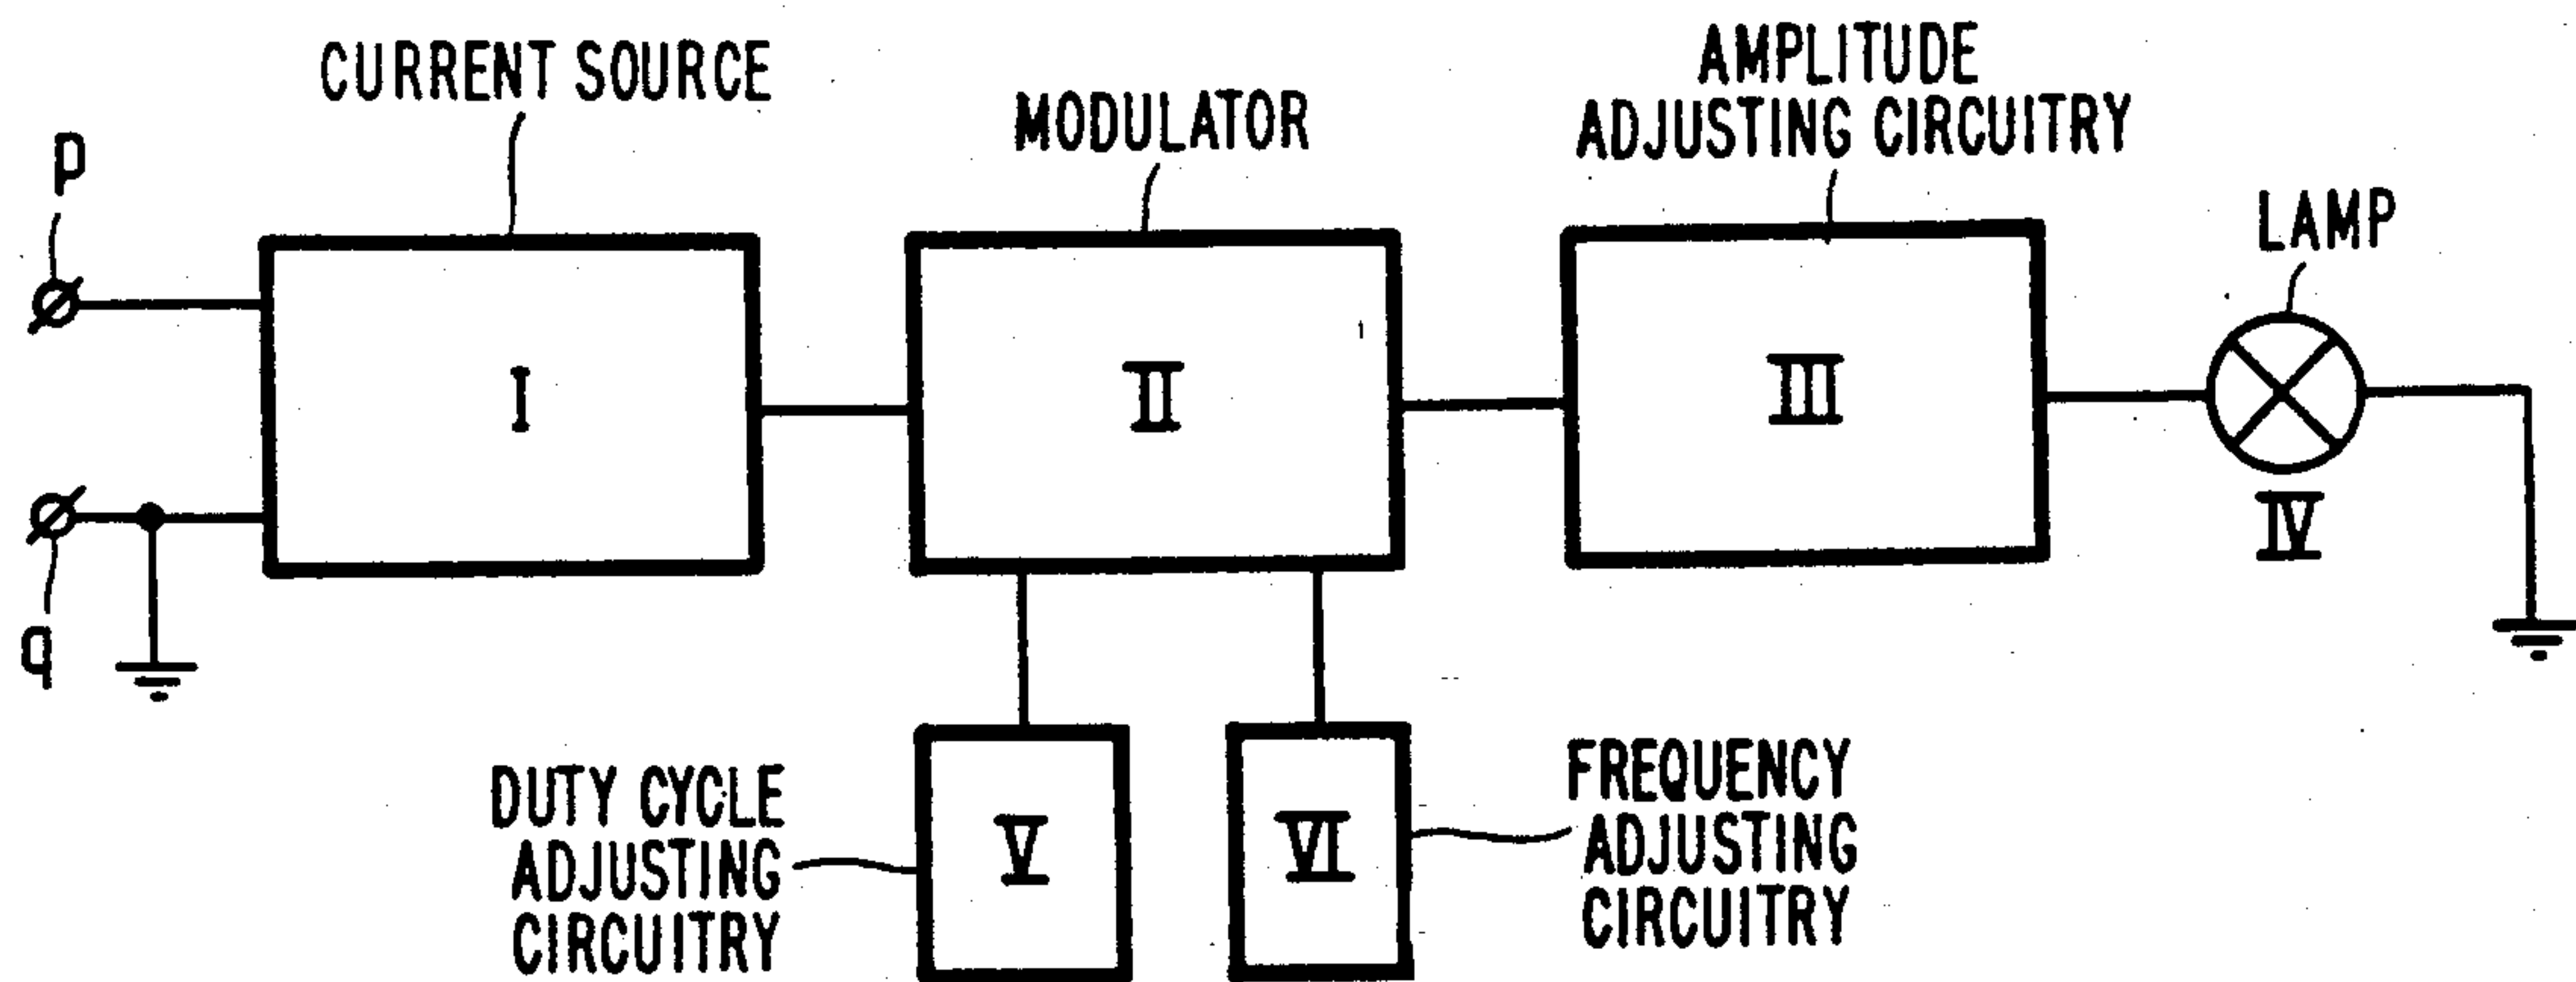 CURRENT SOURCE
MODULATOR
AMPLITUDE
ADJUSTING CIRCUITRY
LAMP
p
q
I
II
III
IV
DUTY CYCLE
ADJUSTING
CIRCUITRY
V
VI
FREQUENCY
ADJUSTING
CIRCUITRY